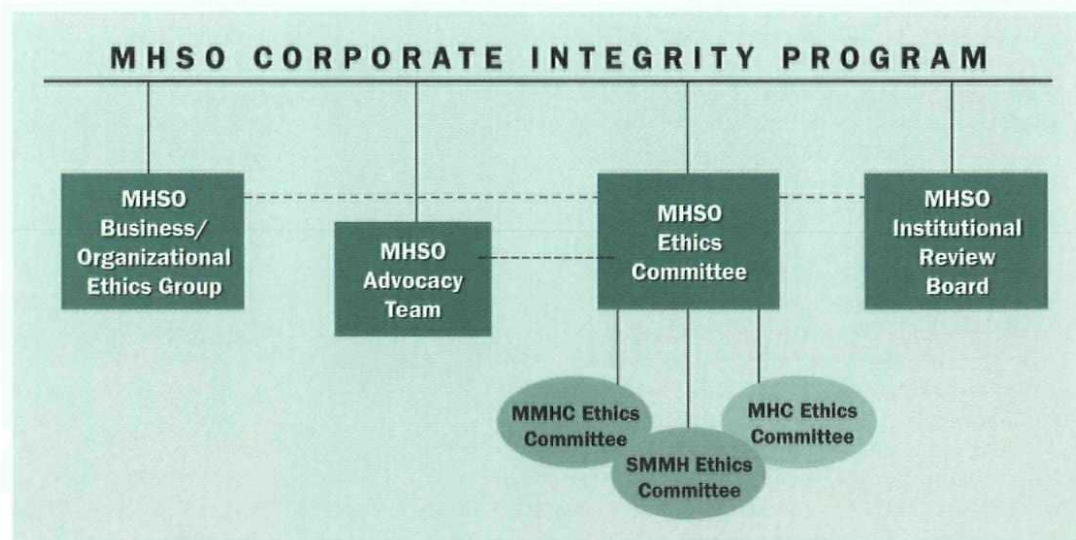 MHSO CORPORATE INTEGRITY PROGRAM
MHSO
Business/
Organizational
Ethics Group
MHSO
Advocacy
Team
MHSO
Ethics
Committee
MHSO
Institutional
Review
Board
MMHC Ethics
Committee
SMMH Ethics
Committee
MHC Ethics
Committee